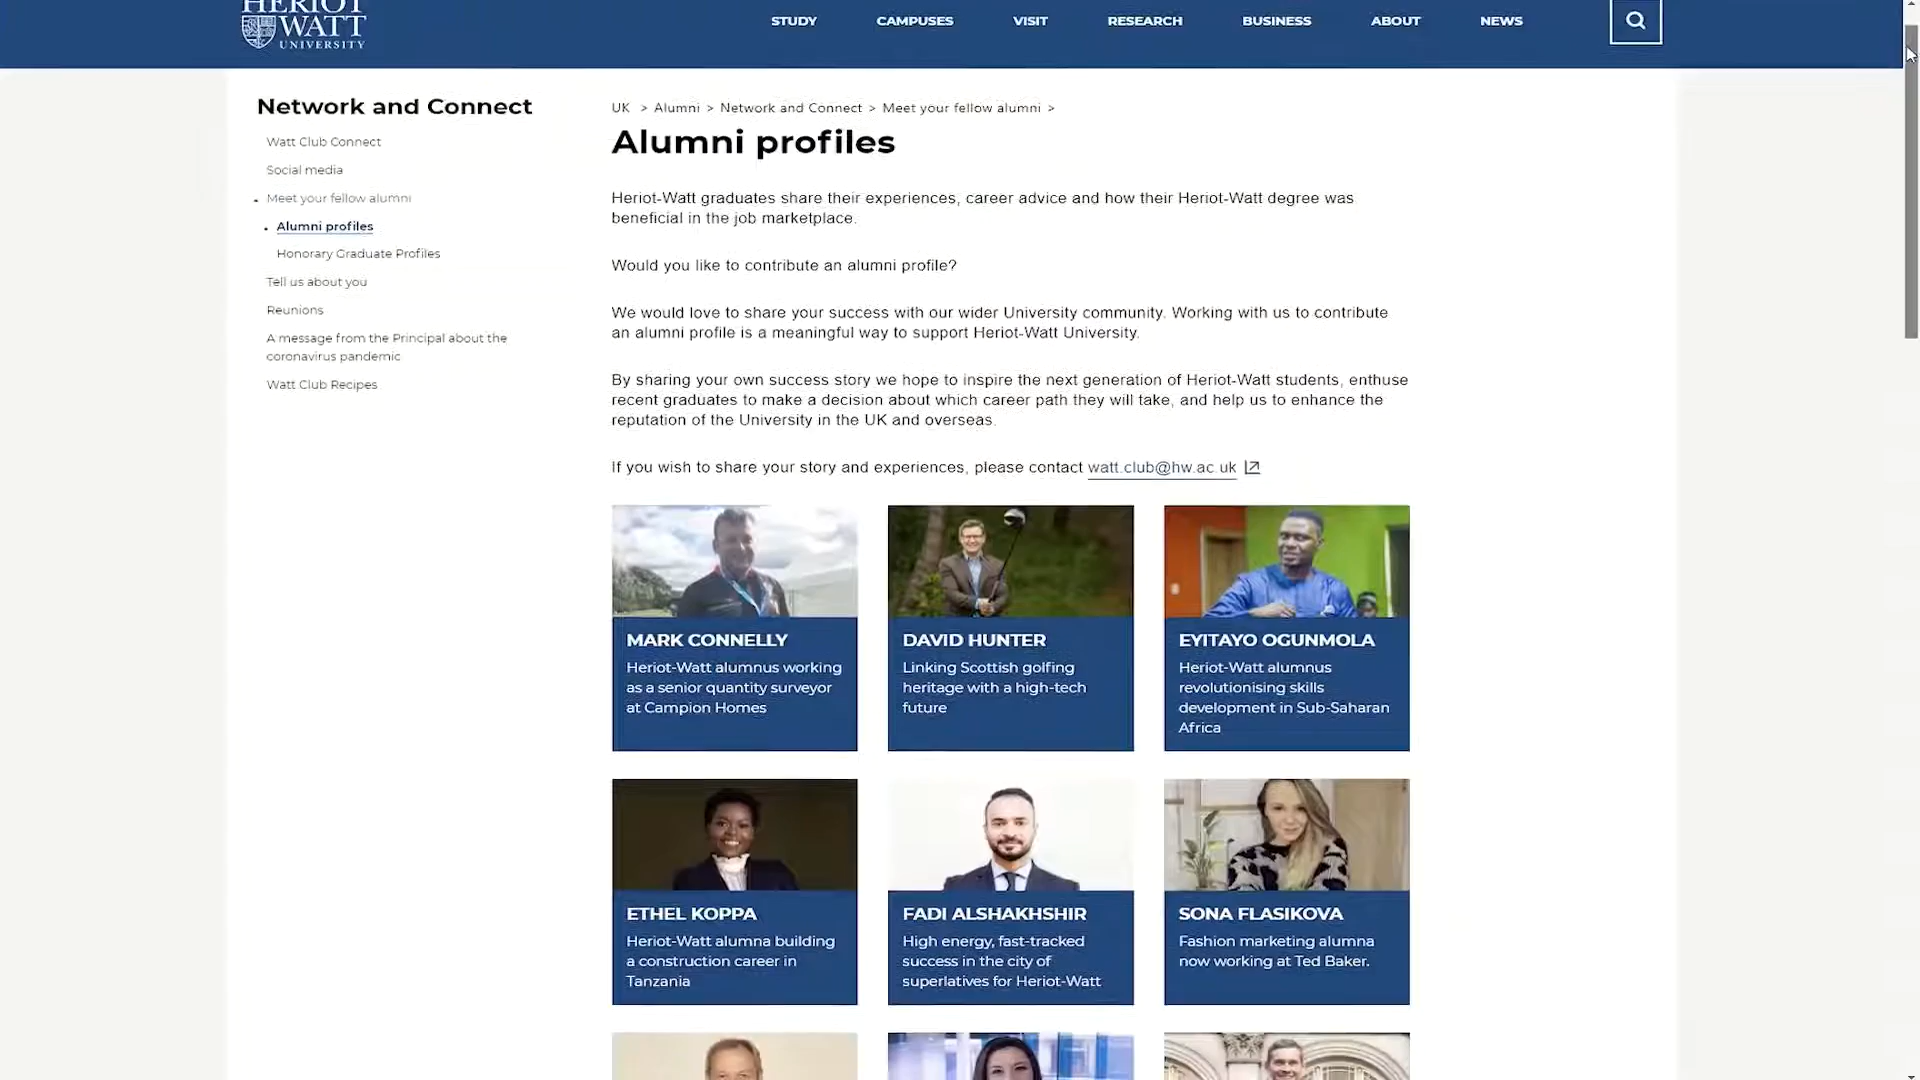 HERIOT
WATT
UNIVERSITY
STUDY
CAMPUSES
VISIT
RESEARCH
BUSINESS
ABOUT
NEWS
Network and Connect
Watt Club Connect
Social media
Meet your fellow alumni
Alumni profiles
Honorary Graduate Profiles
Tell us about you
Reunions
A message from the Principal about the
coronavirus pandemic
Watt Club Recipes
UK > Alumni > Network and Connect > Meet your fellow alumni >
Alumni profiles
Heriot-Watt graduates share their experiences, career advice and how their Heriot-Watt degree was
beneficial in the job marketplace.
Would you like to contribute an alumni profile?
We would love to share your success with our wider University community. Working with us to contribute
an alumni profile is a meaningful way to support Heriot-Watt University.
By sharing your own success story we hope to inspire the next generation of Heriot-Watt students, enthuse
recent graduates to make a decision about which career path they will take, and help us to enhance the
reputation of the University in the UK and overseas.
If you wish to share your story and experiences, please contact watt.club@hw.ac.uk
MARK CONNELLY
Heriot-Watt alumnus working
as a senior quantity surveyor
at Campion Homes
DAVID HUNTER
Linking Scottish golfing
heritage with a high-tech
future
EYITAYO OGUNMOLA
Heriot-Watt alumnus
revolutionising skills
development in Sub-Saharan
Africa
ETHEL KOPPA
Heriot-Watt alumna building
a construction career in
Tanzania
FADI ALSHAKHSHIR
High energy, fast-tracked
success in the city of
superlatives for Heriot-Watt
SONA FLASIKOVA
Fashion marketing alumna
now working at Ted Baker.